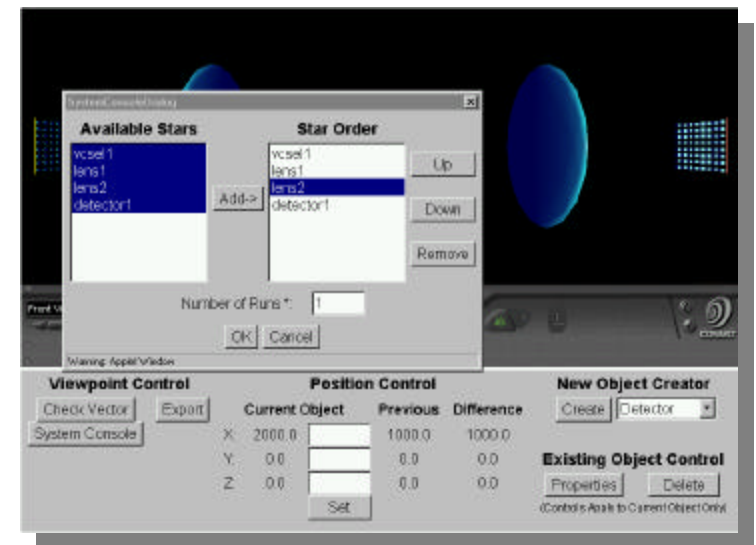 SystemConsoleDialog
Available Stars
Star Order
vcsel1
lens1
lens2
detector1
Add->
vcsel1
lens1
lens2
detector1
Up
Down
Remove
Number of Runs *:
1
OK
Cancel
Warning: Applet Window
Viewpoint Control
Check Vector
Export
System Console
Position Control
Current Object Previous Difference
X: 2000.0 1000.0 1000.0
Y: 0.0 0.0 0.0
Z: 0.0 0.0 0.0
Set
New Object Creator
Create
Detector
Existing Object Control
Properties
Delete
(Controls Apply to Current Object Only)